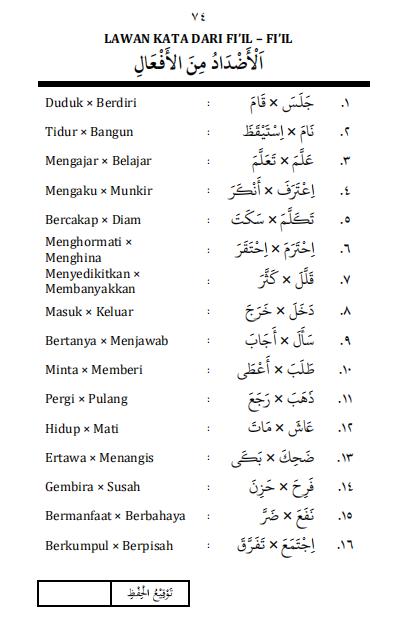 ٧٤
LAWAN KATA DARI FI’IL – FI’IL
اَلْأَضْدَادُ مِنَ الأَفْعَالِ
Duduk × Berdiri : جَلَسَ × قَامَ .١
Tidur × Bangun : نَامَ × اِسْتَيْقَظَ .٢
Mengajar × Belajar : عَلَّمَ × تَعَلَّمَ .٣
Mengaku × Munkir : اِعْتَرَفَ × أَنْكَرَ .٤
Bercakap × Diam : تَكَلَّمَ × سَكَتَ .٥
Menghormati ×
Menghina : اِحْتَرَمَ × اِحْتَقَرَ .٦
Menyedikitkan ×
Membanyakkan : قَلَّلَ × كَثَّرَ .٧
Masuk × Keluar : دَخَلَ × خَرَجَ .٨
Bertanya × Menjawab : سَأَلَ × أَجَابَ .٩
Minta × Memberi : طَلَبَ × أَعْطَى .١٠
Pergi × Pulang : ذَهَبَ × رَجَعَ .١١
Hidup × Mati : عَاشَ × مَاتَ .١٢
Ertawa × Menangis : ضَحِكَ × بَكَى .١٣
Gembira × Susah : فَرِحَ × حَزِنَ .١٤
Bermanfaat × Berbahaya : نَفَعَ × ضَرَّ .١٥
Berkumpul × Berpisah : اِجْتَمَعَ × تَفَرَّقَ .١٦
تَوْقِيْعُ الْحِفْظِ